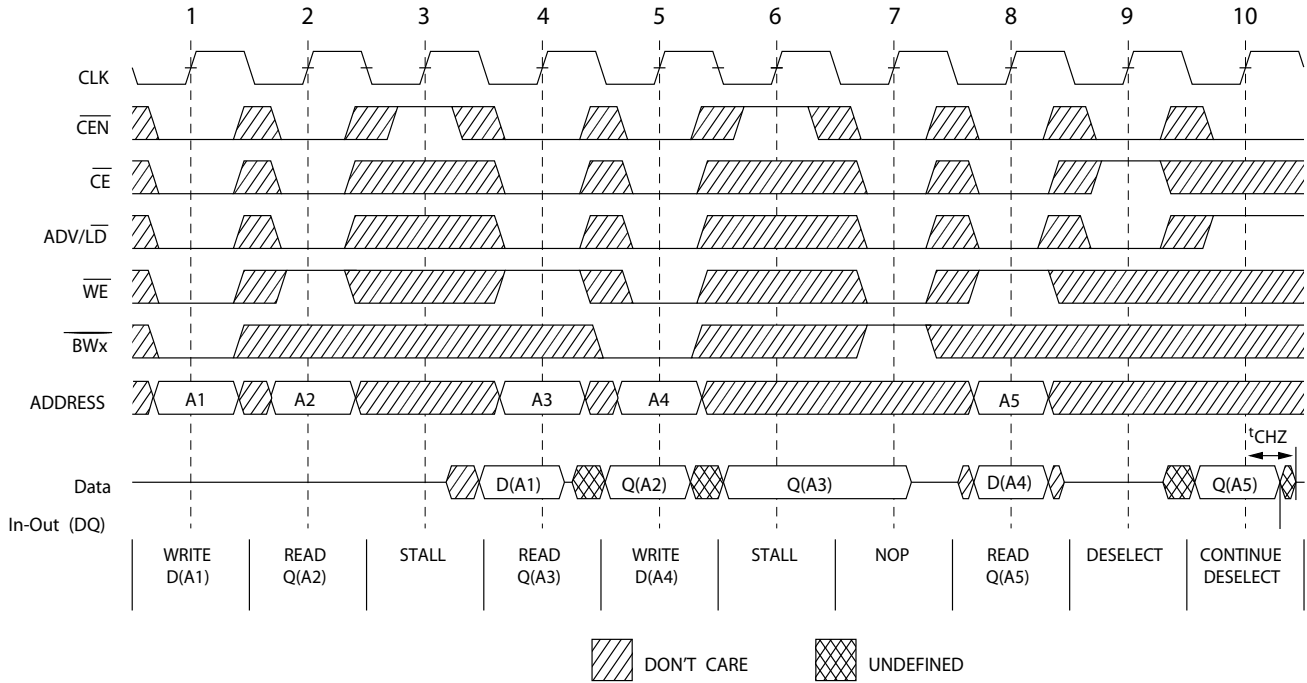 1 2 3 4 5 6 7 8 9 10
CLK
CEN
CE
ADV/LD
WE
BWx
ADDRESS A1 A2 A3 A4 A5
tCHZ
Data D(A1) Q(A2) Q(A3) D(A4) Q(A5)
In-Out (DQ)
WRITE READ STALL READ WRITE STALL NOP READ DESELECT CONTINUE
D(A1) Q(A2) Q(A3) D(A4) Q(A5) DESELECT
DON'T CARE UNDEFINED